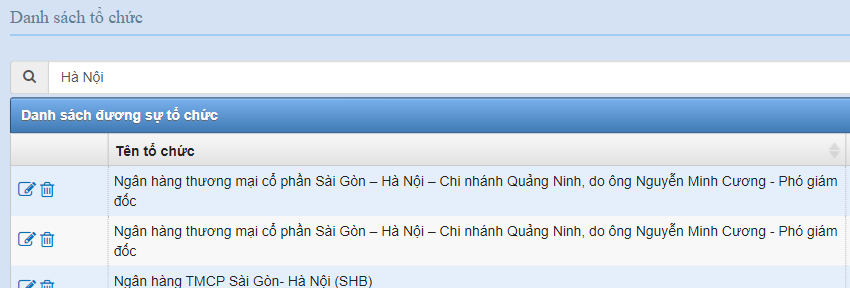 Danh sách tổ chức
Hà Nội
Danh sách đương sự tổ chức
Tên tổ chức
Ngân hàng thương mại cổ phần Sài Gòn – Hà Nội – Chi nhánh Quảng Ninh, do ông Nguyễn Minh Cương - Phó giám
đốc
Ngân hàng thương mại cổ phần Sài Gòn – Hà Nội – Chi nhánh Quảng Ninh, do ông Nguyễn Minh Cương - Phó giám
đốc
Ngân hàng TMCP Sài Gòn- Hà Nội (SHB)